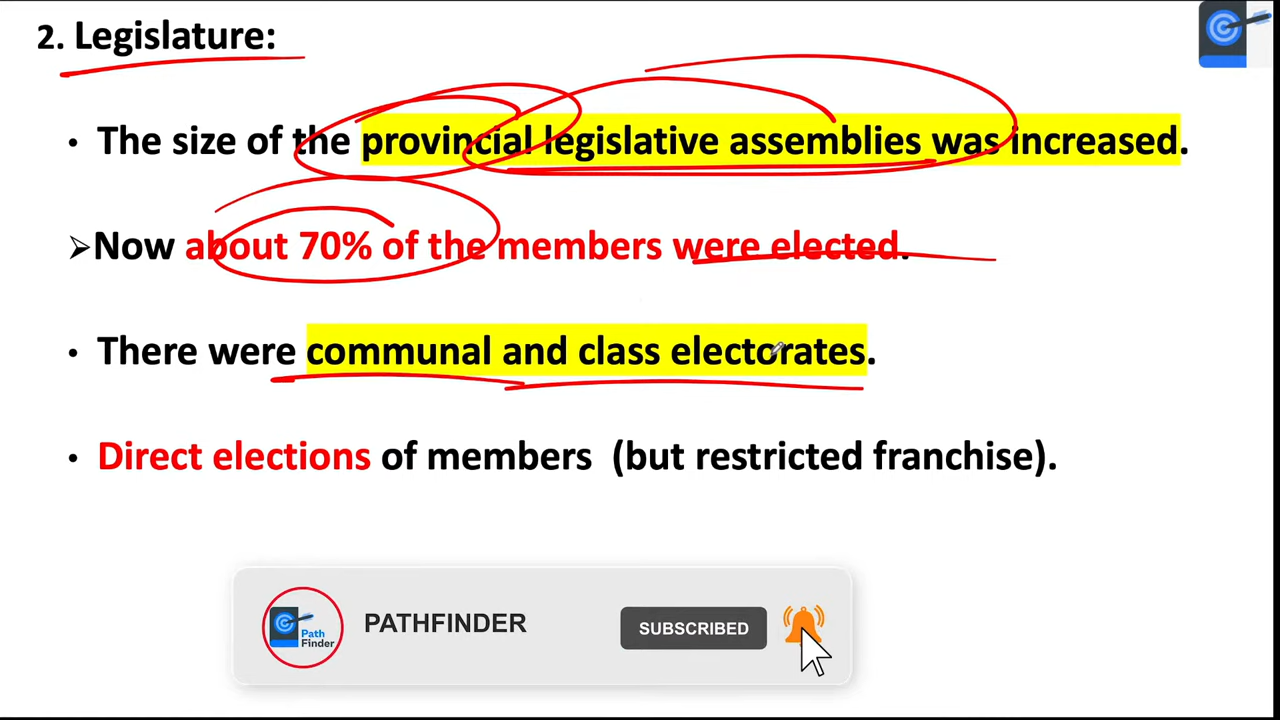 2. Legislature:
• The size of the provincial legislative assemblies was increased.
➢Now about 70% of the members were elected.
• There were communal and class electorates.
• Direct elections of members (but restricted franchise).
Path
Finder
PATHFINDER
SUBSCRIBED